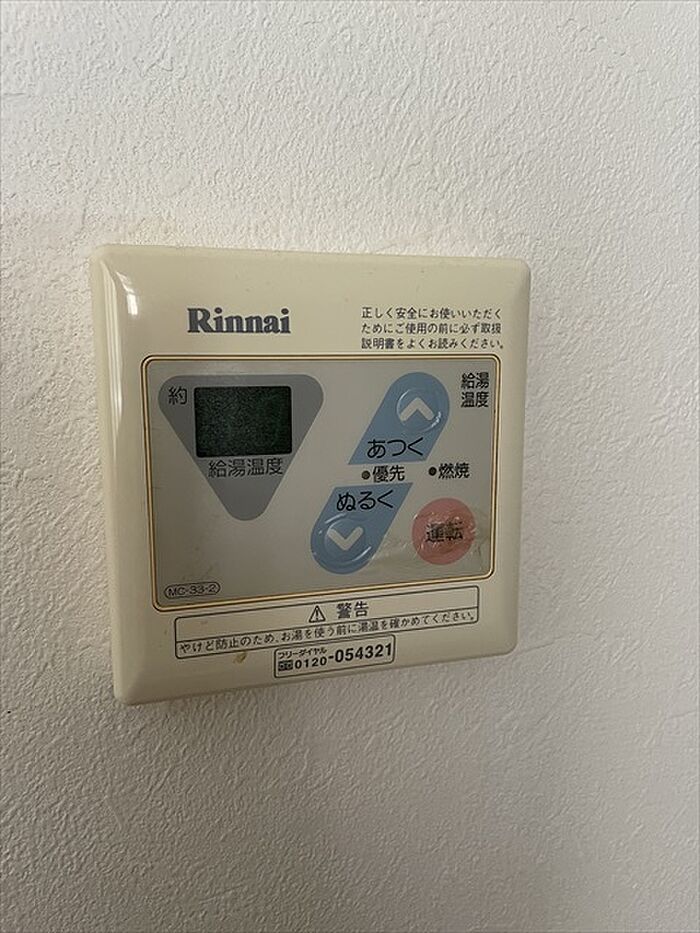 Rinnai
正しく安全にお使いいただく
ためにご使用の前に必ず取扱
説明書をよくお読みください。
約
給湯温度
給湯
温度
あつく
優先
燃焼
ぬるく
運転
MC-33-2
⚠ 警告
やけど防止のため、お湯を使う前に湯温を確かめてください。
フリーダイヤル
0120-054321